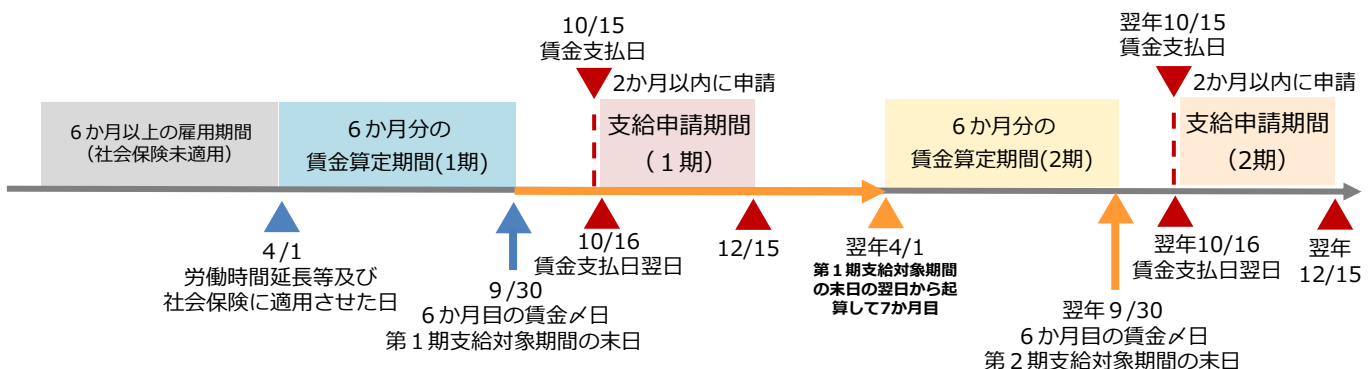 10/15
賃金支払日
2か月以内に申請
翌年10/15
賃金支払日
2か月以内に申請
6か月以上の雇用期間
(社会保険未適用)
6か月分の
賃金算定期間(1期)
支給申請期間
(1期)
6か月分の
賃金算定期間(2期)
支給申請期間
(2期)
4/1
労働時間延長等及び
社会保険に適用させた日
9/30
6か月目の賃金〆日
第1期支給対象期間の末日
10/16
賃金支払日翌日
12/15
翌年4/1
第1期支給対象期間
の末日の翌日から起
算して7か月目
翌年9/30
6か月目の賃金〆日
第2期支給対象期間の末日
翌年10/16
賃金支払日翌日
翌年
12/15